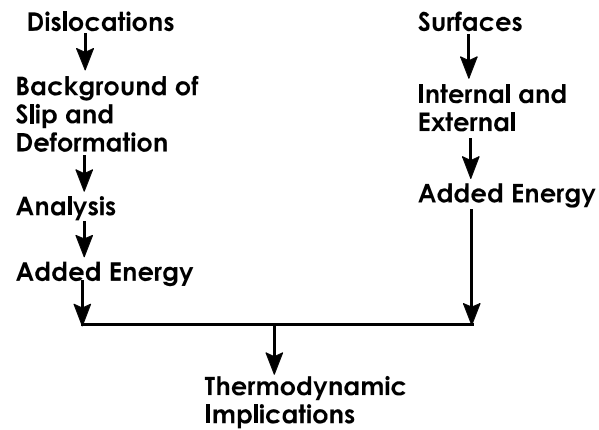 Dislocations
Background of
Slip and
Deformation
Analysis
Added Energy
Surfaces
Internal and
External
Added Energy
Thermodynamic
Implications